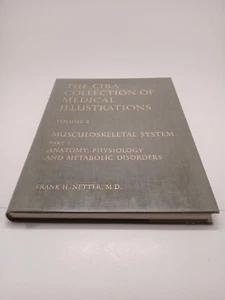 THE CIBA
COLLECTION OF
MEDICAL
ILLUSTRATIONS
VOLUME 8
MUSCULOSKELETAL SYSTEM
PART I
ANATOMY, PHYSIOLOGY
AND METABOLIC DISORDERS
FRANK H. NETTER, M.D.